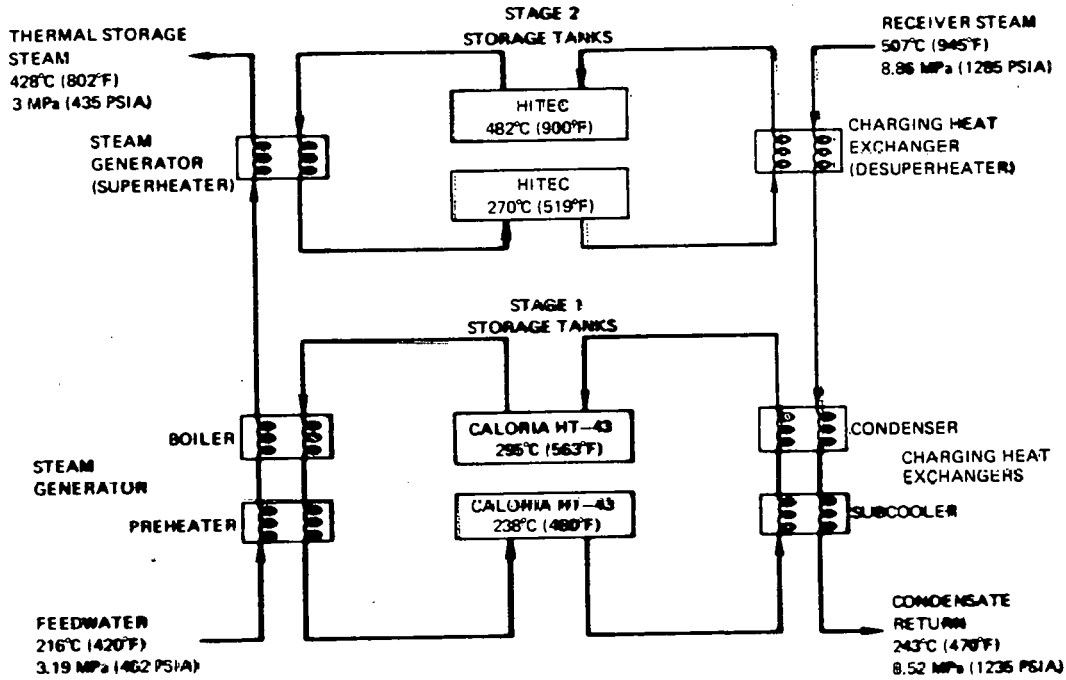 STAGE 2
STORAGE TANKS
THERMAL STORAGE
STEAM
428°C (802°F)
3 MPa (435 PSIA)
RECEIVER STEAM
507°C (945°F)
8.86 MPa (1285 PSIA)
STEAM
GENERATOR
(SUPERHEATER)
HITEC
482°C (900°F)
HITEC
270°C (519°F)
CHARGING HEAT
EXCHANGER
(DESUPERHEATER)
STAGE 1
STORAGE TANKS
BOILER
STEAM
GENERATOR
PREHEATER
CALORIA HT-43
295°C (563°F)
CALORIA HT-43
238°C (460°F)
CONDENSER
CHARGING HEAT
EXCHANGERS
SUBCOOLER
FEEDWATER
216°C (420°F)
3.19 MPa (462 PSIA)
CONDENSATE
RETURN
243°C (470°F)
8.52 MPa (1235 PSIA)